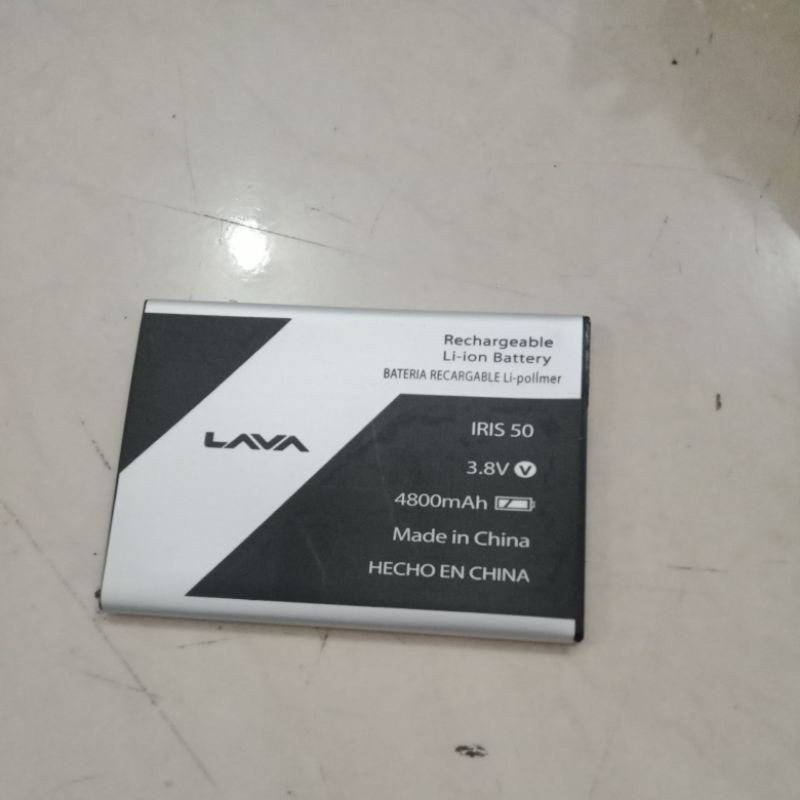 Rechargeable
Li-ion Battery
BATERIA RECARGABLE Li-polÍmer
LAVA
IRIS 50
3.8V V
4800mAh
Made in China
HECHO EN CHINA